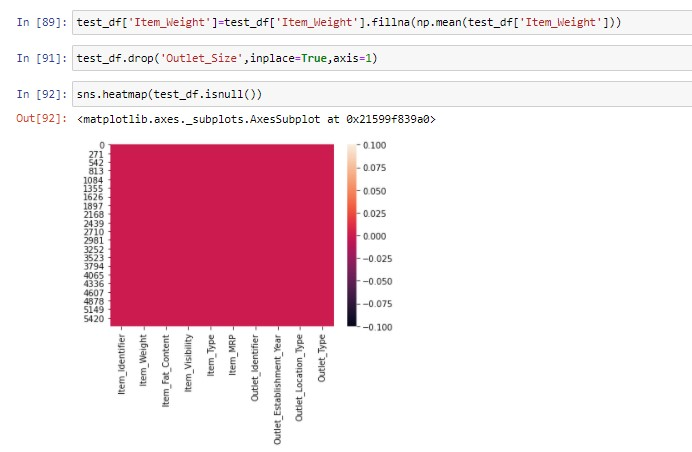 In [89]: test_df['Item_Weight']=test_df['Item_Weight'].fillna(np.mean(test_df['Item_Weight']))
In [91]: test_df.drop('Outlet_Size',inplace=True,axis=1)
In [92]: sns.heatmap(test_df.isnull())
Out[92]: <matplotlib.axes._subplots.AxesSubplot at 0x21599f839a0>
0
271
542
813
1084
1355
1626
1897
2168
2439
2710
2981
3252
3523
3794
4065
4336
4607
4878
5149
5420
0.100
0.075
0.050
0.025
0.000
−0.025
−0.050
−0.075
−0.100
Item_Identifier
Item_Weight
Item_Fat_Content
Item_Visibility
Item_Type
Item_MRP
Outlet_Identifier
Outlet_Establishment_Year
Outlet_Location_Type
Outlet_Type